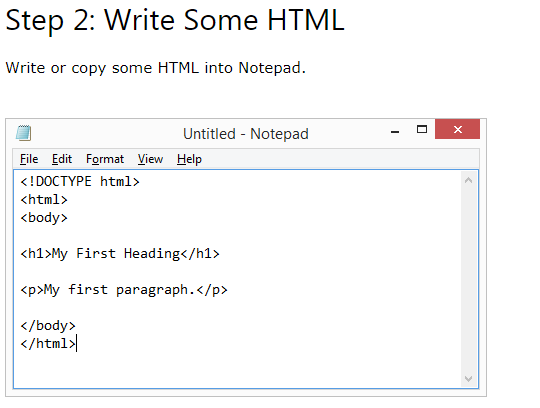 Step 2: Write Some HTML
Write or copy some HTML into Notepad.
Untitled - Notepad
File Edit Format View Help
<!DOCTYPE html>
<html>
<body>
<h1>My First Heading</h1>
<p>My first paragraph.</p>
</body>
</html>